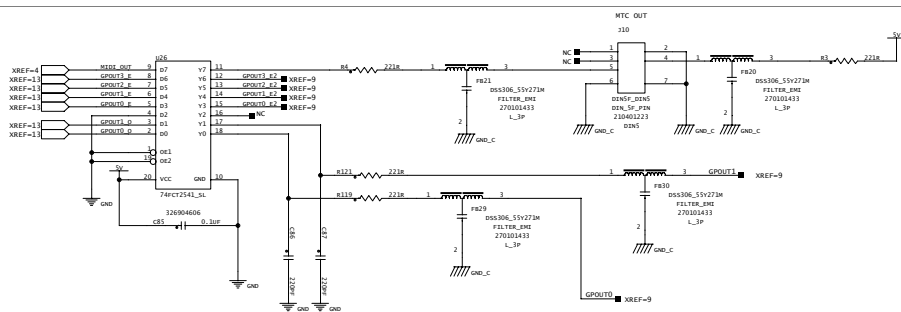 MTC OUT
J10
5V
U26
XREF=4 MIDI_OUT 9 D7 Y7 11 R4 221R 1 3
XREF=13 GPOUT3_E 8 D6 Y6 12 GPOUT3_E2 XREF=9
XREF=13 GPOUT2_E 7 D5 Y5 13 GPOUT2_E2 XREF=9
XREF=13 GPOUT1_E 6 D4 Y4 14 GPOUT1_E2 XREF=9
XREF=13 GPOUT0_E 5 D3 Y3 15 GPOUT0_E2 XREF=9
4 D2 Y2 16 NC
XREF=13 GPOUT1_D 3 D1 Y1 17
XREF=13 GPOUT0_D 2 D0 Y0 18
1 OE1
19 OE2
5V
20 VCC GND 10
74FCT2541_SL
GND
326904606
C85 0.1UF
GND
FB21
DSS306_55Y271M
FILTER_EMI
270101433
L_3P
2
GND_C
NC 1 2
NC 3 4
5
6 7
DIN5F_DIN5
DIN_5F_PIN
210401223
DIN5
GND_C
1 3 R3 221R
FB20
DSS306_55Y271M
FILTER_EMI
270101433
L_3P
2
GND_C
R121 221R 1 3 GPOUT1 XREF=9
FB30
DSS306_55Y271M
FILTER_EMI
270101433
L_3P
2
GND_C
R119 221R 1 3
FB29
DSS306_55Y271M
FILTER_EMI
270101433
L_3P
2
GND_C
GPOUT0 XREF=9
C86
220PF
GND
C87
220PF
GND